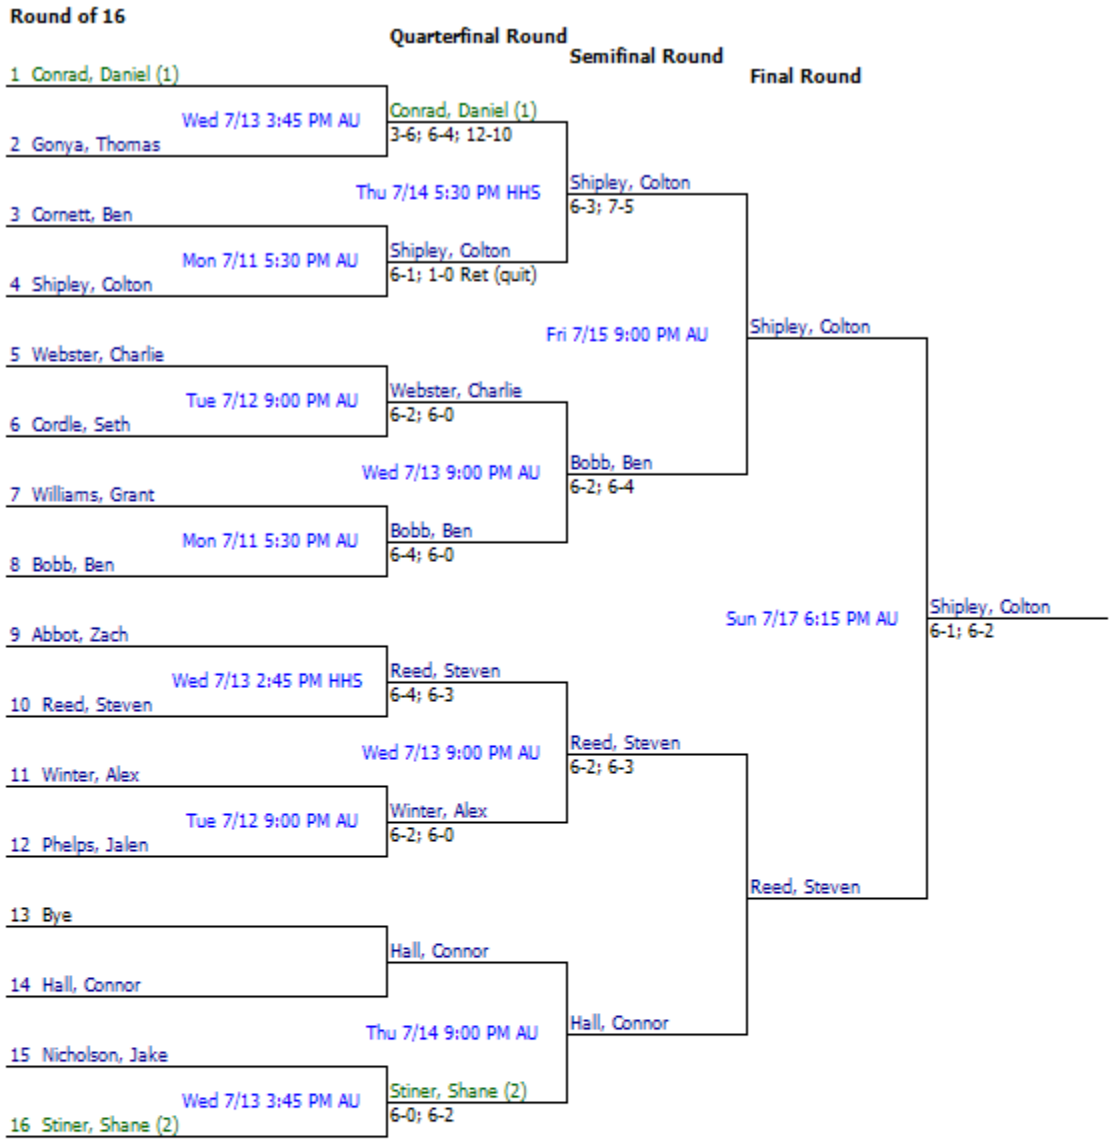 Round of 16
Quarterfinal Round
Semifinal Round
Final Round
1 Conrad, Daniel (1)
Wed 7/13 3:45 PM AU
Conrad, Daniel (1)
3-6; 6-4; 12-10
2 Gonya, Thomas
Thu 7/14 5:30 PM HHS
Shipley, Colton
6-3; 7-5
3 Cornett, Ben
Mon 7/11 5:30 PM AU
Shipley, Colton
6-1; 1-0 Ret (quit)
4 Shipley, Colton
Fri 7/15 9:00 PM AU
Shipley, Colton
5 Webster, Charlie
Tue 7/12 9:00 PM AU
Webster, Charlie
6-2; 6-0
6 Cordle, Seth
Wed 7/13 9:00 PM AU
Bobb, Ben
6-2; 6-4
7 Williams, Grant
Mon 7/11 5:30 PM AU
Bobb, Ben
6-4; 6-0
8 Bobb, Ben
Sun 7/17 6:15 PM AU
Shipley, Colton
6-1; 6-2
9 Abbot, Zach
Wed 7/13 2:45 PM HHS
Reed, Steven
6-4; 6-3
10 Reed, Steven
Wed 7/13 9:00 PM AU
Reed, Steven
6-2; 6-3
11 Winter, Alex
Tue 7/12 9:00 PM AU
Winter, Alex
6-2; 6-0
12 Phelps, Jalen
Reed, Steven
13 Bye
Hall, Connor
14 Hall, Connor
Thu 7/14 9:00 PM AU
Hall, Connor
15 Nicholson, Jake
Wed 7/13 3:45 PM AU
Stiner, Shane (2)
6-0; 6-2
16 Stiner, Shane (2)